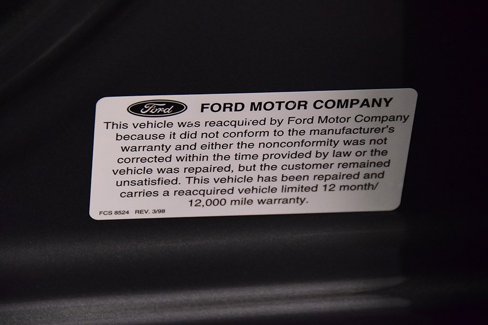 Ford FORD MOTOR COMPANY
This vehicle was reacquired by Ford Motor Company
because it did not conform to the manufacturer's
warranty and either the nonconformity was not
corrected within the time provided by law or the
vehicle was repaired, but the customer remained
unsatisfied. This vehicle has been repaired and
carries a reacquired vehicle limited 12 month/
12,000 mile warranty.
FCS 8524 REV. 3/98